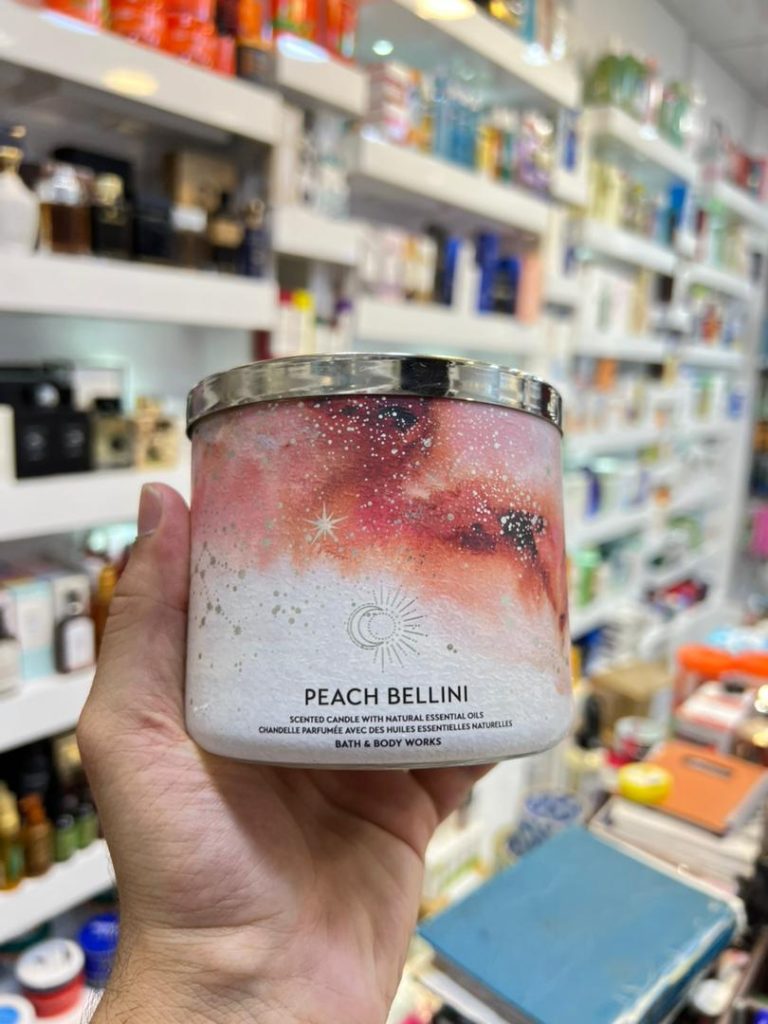 PEACH BELLINI
SCENTED CANDLE WITH NATURAL ESSENTIAL OILS
CHANDELLE PARFUMÉE AVEC DES HUILES ESSENTIELLES NATURELLES
BATH & BODY WORKS